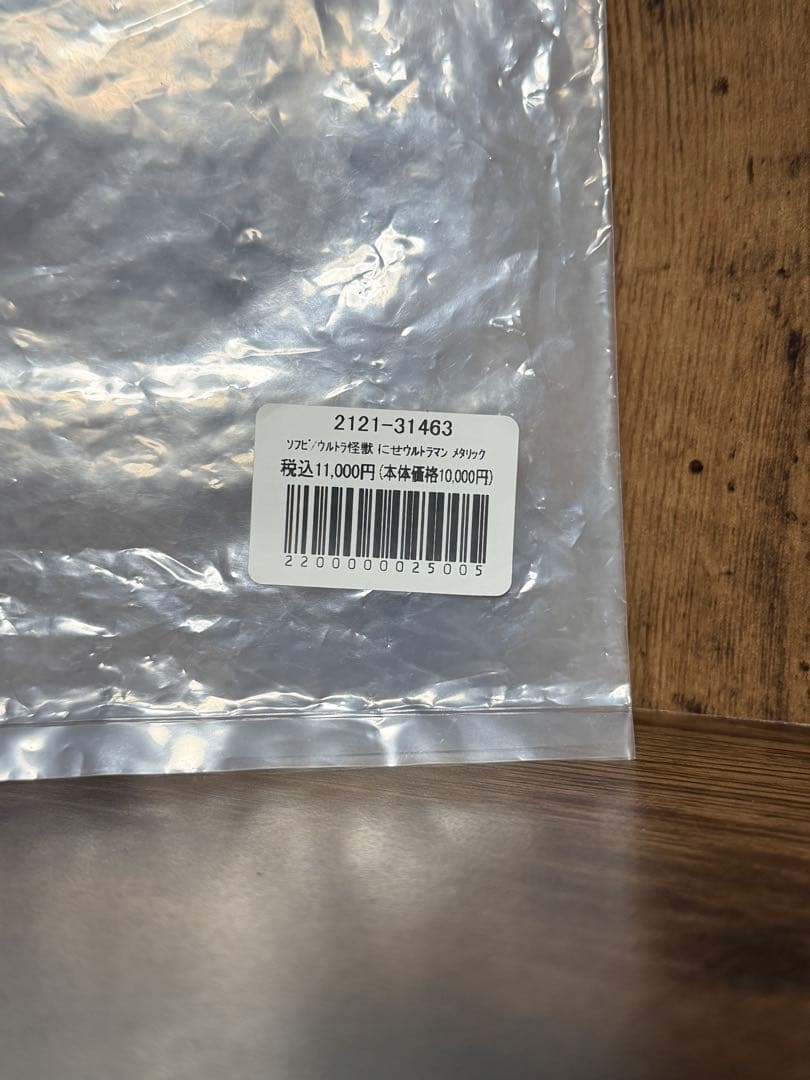 2121-31463
ソフビ/ウルトラ怪獣 にせウルトラマン メタリック
税込11,000円(本体価格10,000円)
2200000025005